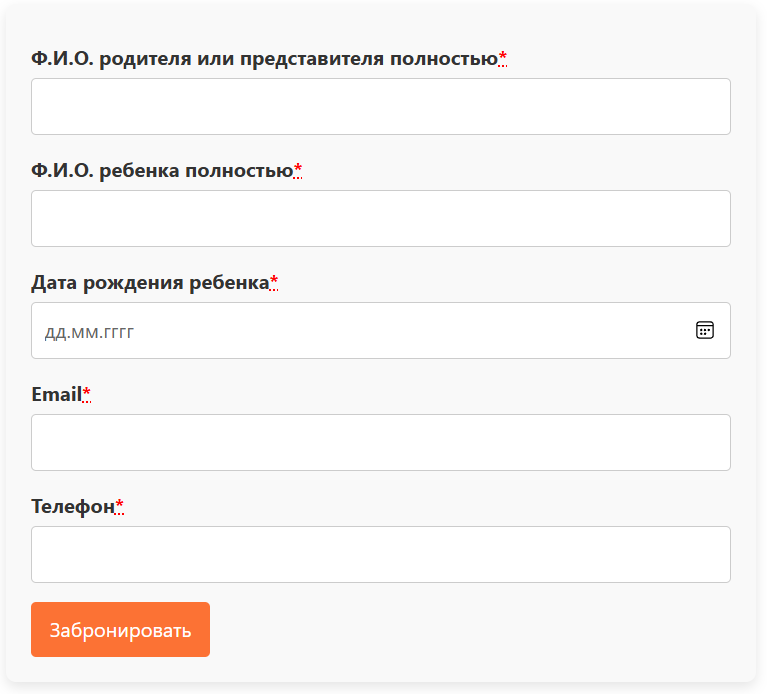 Ф.И.О. родителя или представителя полностью*
Ф.И.О. ребенка полностью*
Дата рождения ребенка*
дд.мм.гггг
Email*
Телефон*
Забронировать